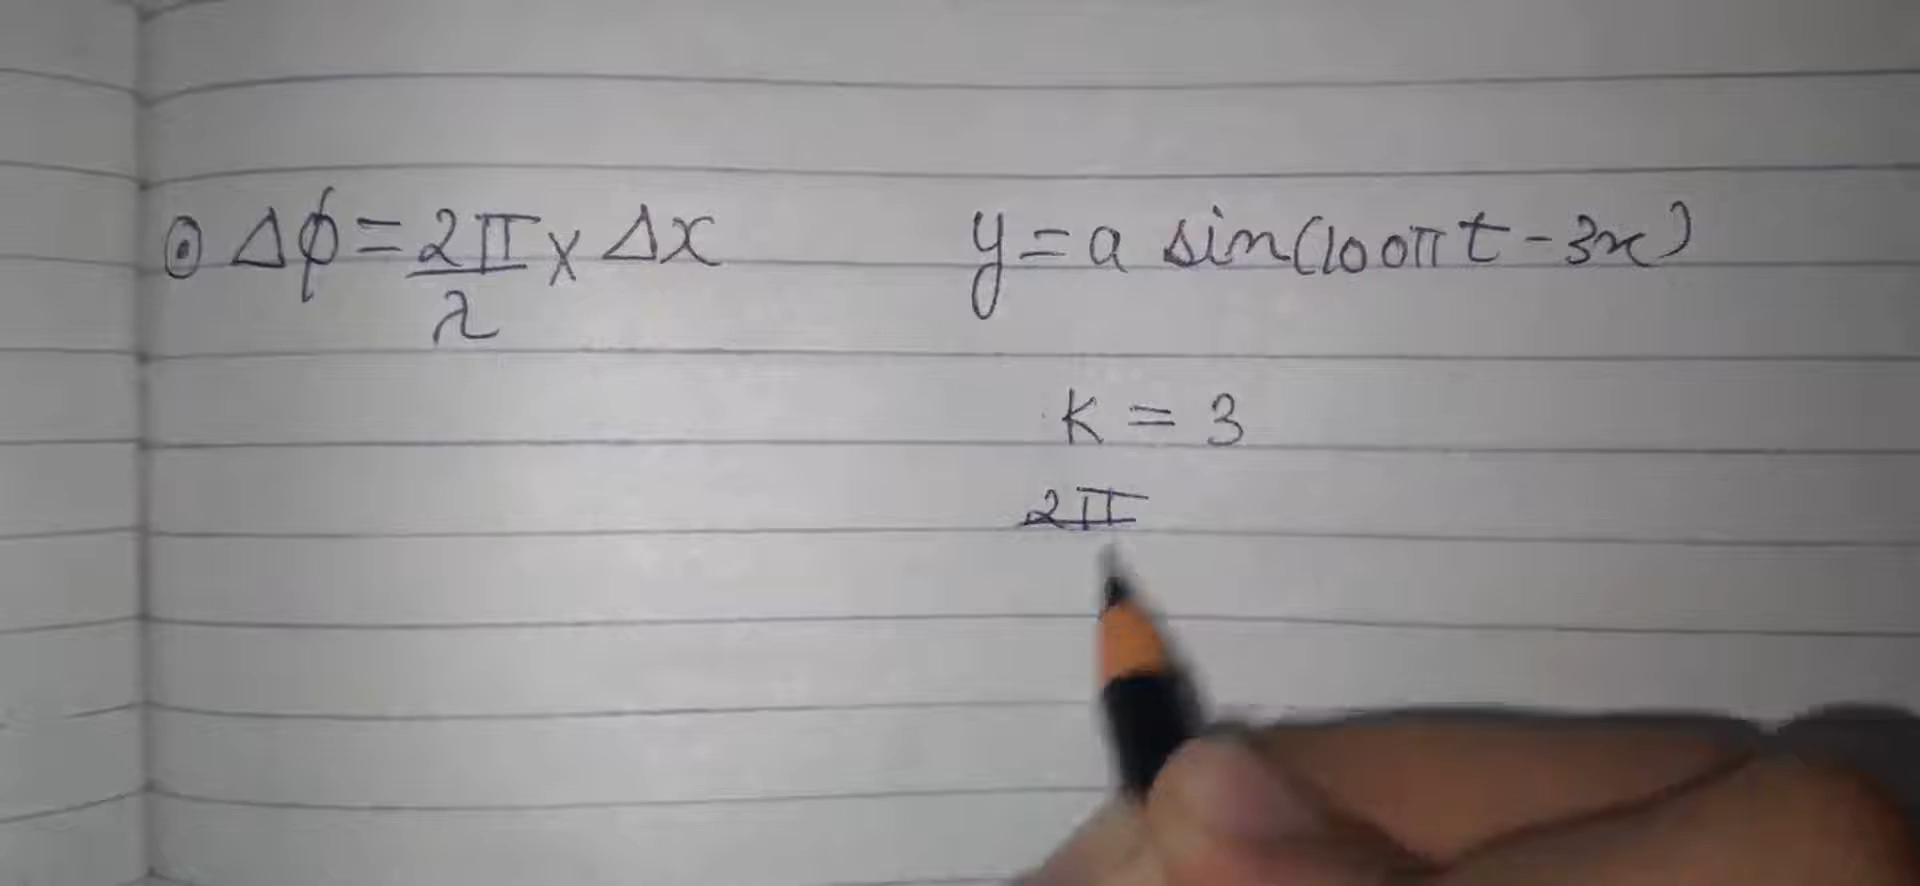 ⊙ Δϕ = 2π/λ × Δx
y = a sin(100πt - 3x)
K = 3
2π